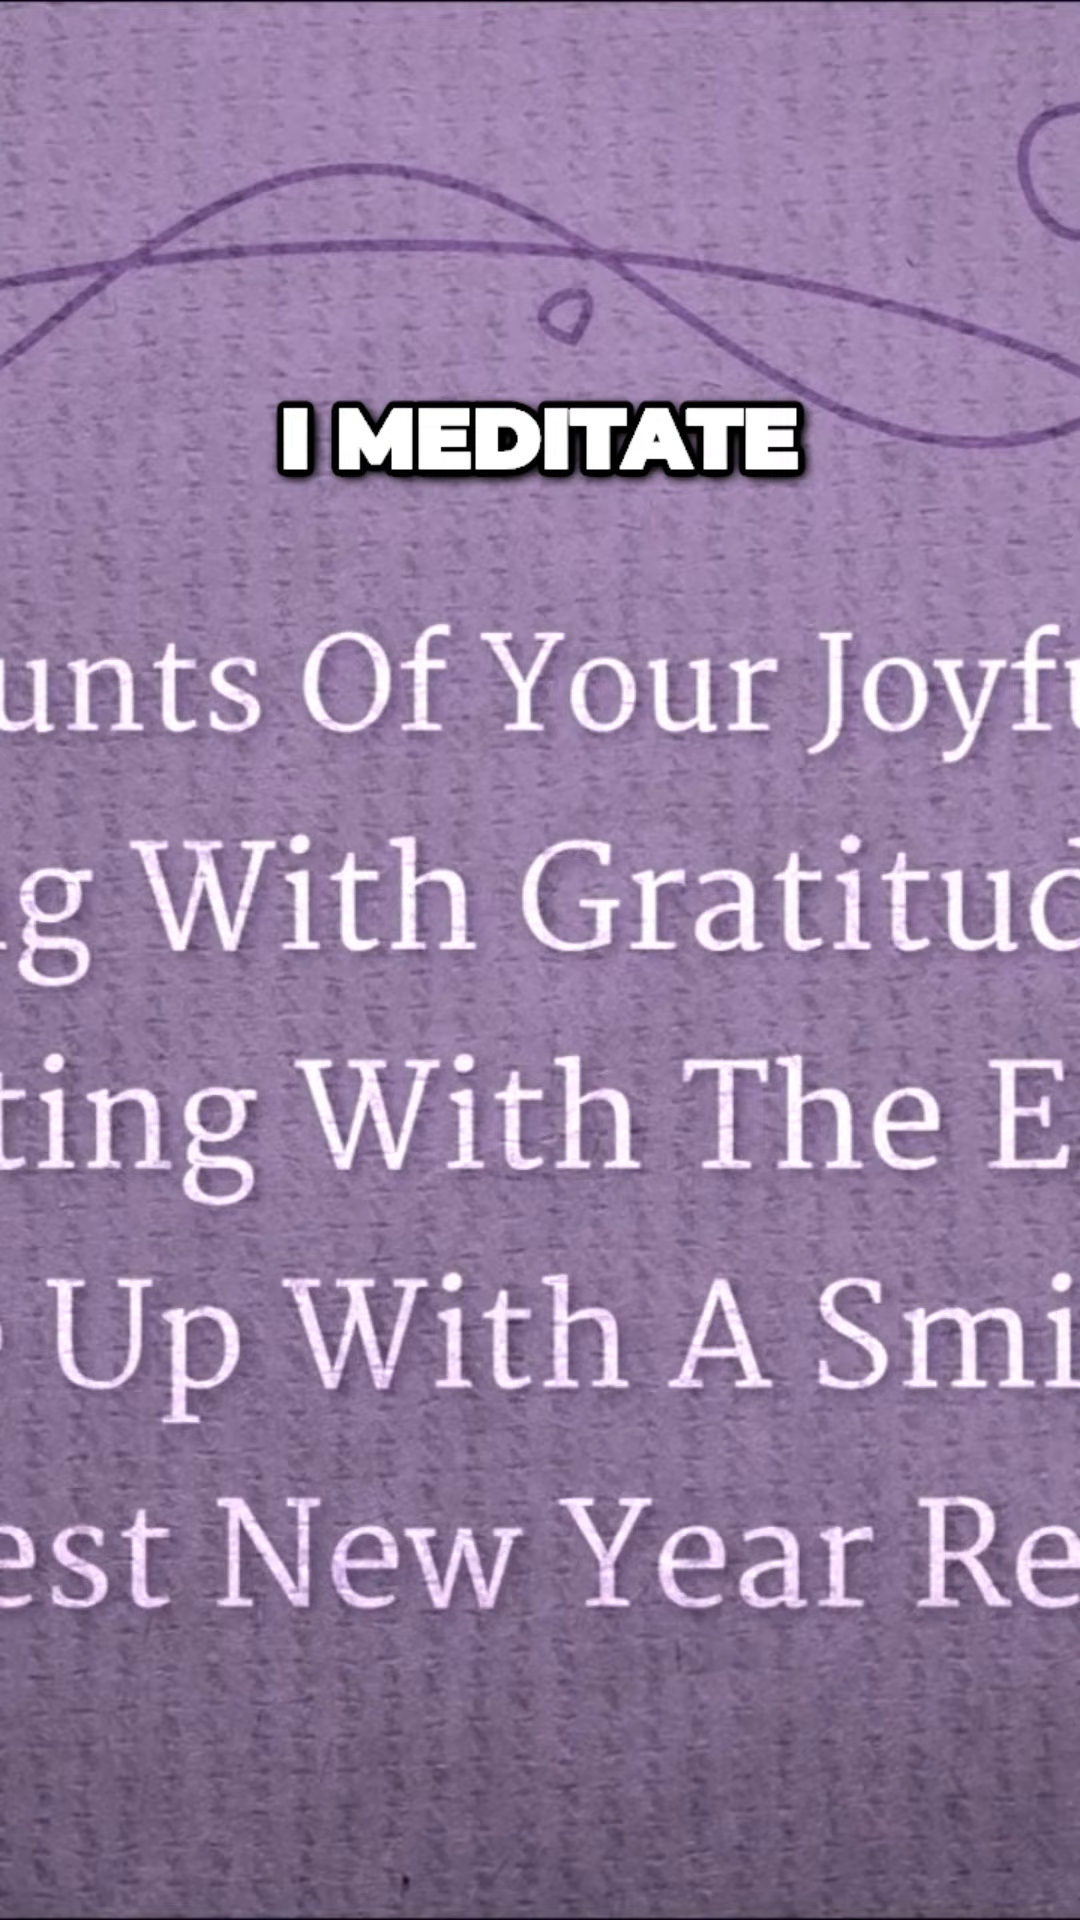 I MEDITATE
unts Of Your Joyfu
g With Gratitud
ting With The E
Up With A Smi
est New Year Re